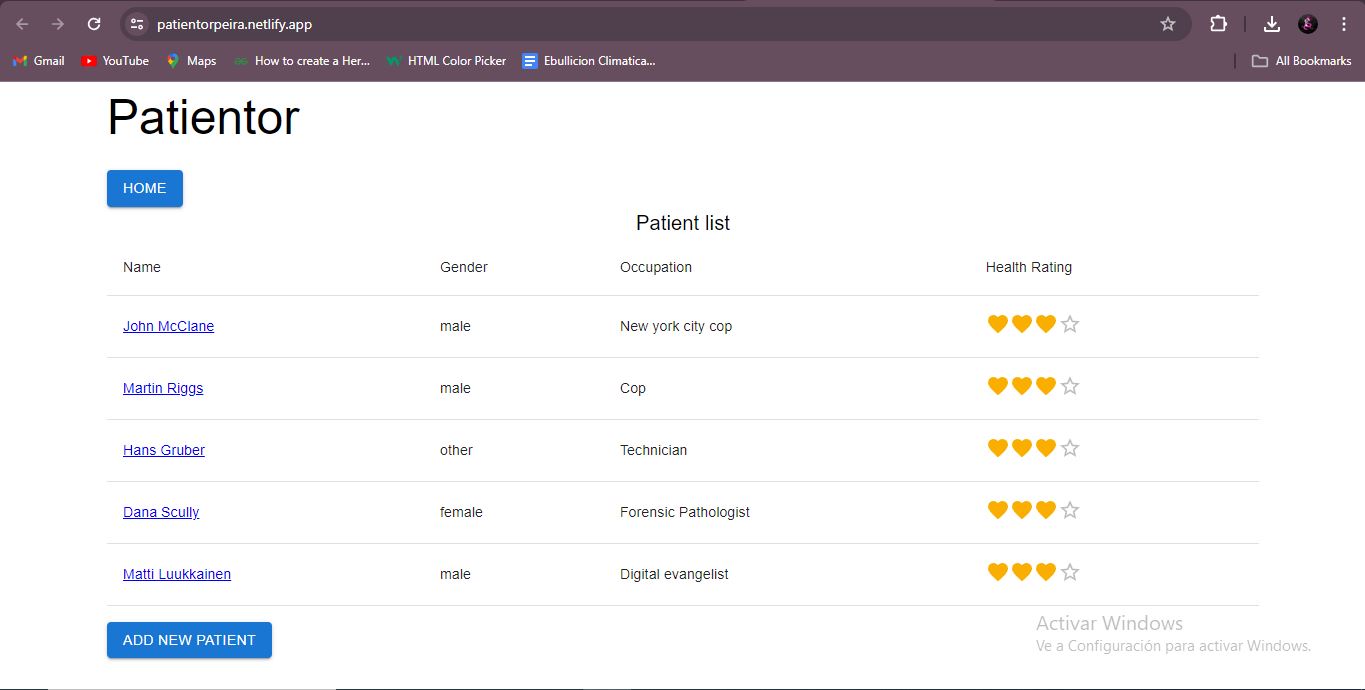 patientorpeira.netlify.app
Gmail YouTube Maps How to create a Her... HTML Color Picker Ebullicion Climatica... All Bookmarks
Patientor
HOME
Patient list
Name Gender Occupation Health Rating
John McClane male New york city cop
Martin Riggs male Cop
Hans Gruber other Technician
Dana Scully female Forensic Pathologist
Matti Luukkainen male Digital evangelist
ADD NEW PATIENT
Activar Windows
Ve a Configuración para activar Windows.